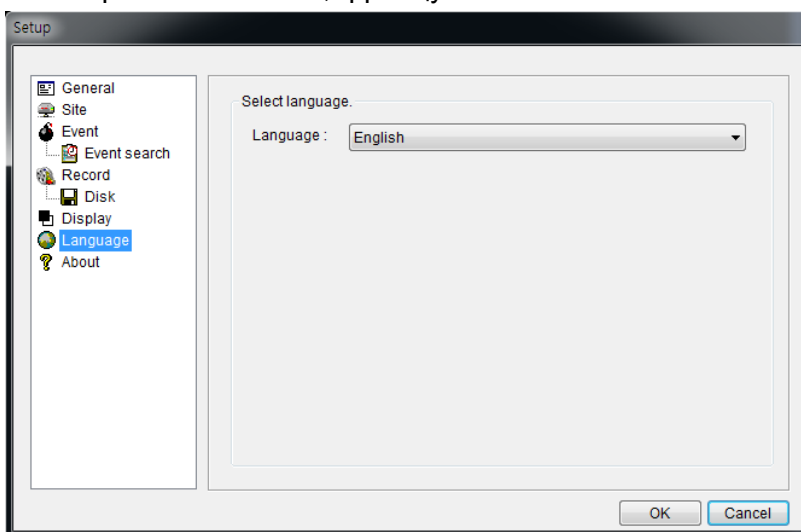 Setup
General
Site
Event
Event search
Record
Disk
Display
Language
About
Select language.
Language :
English
OK
Cancel